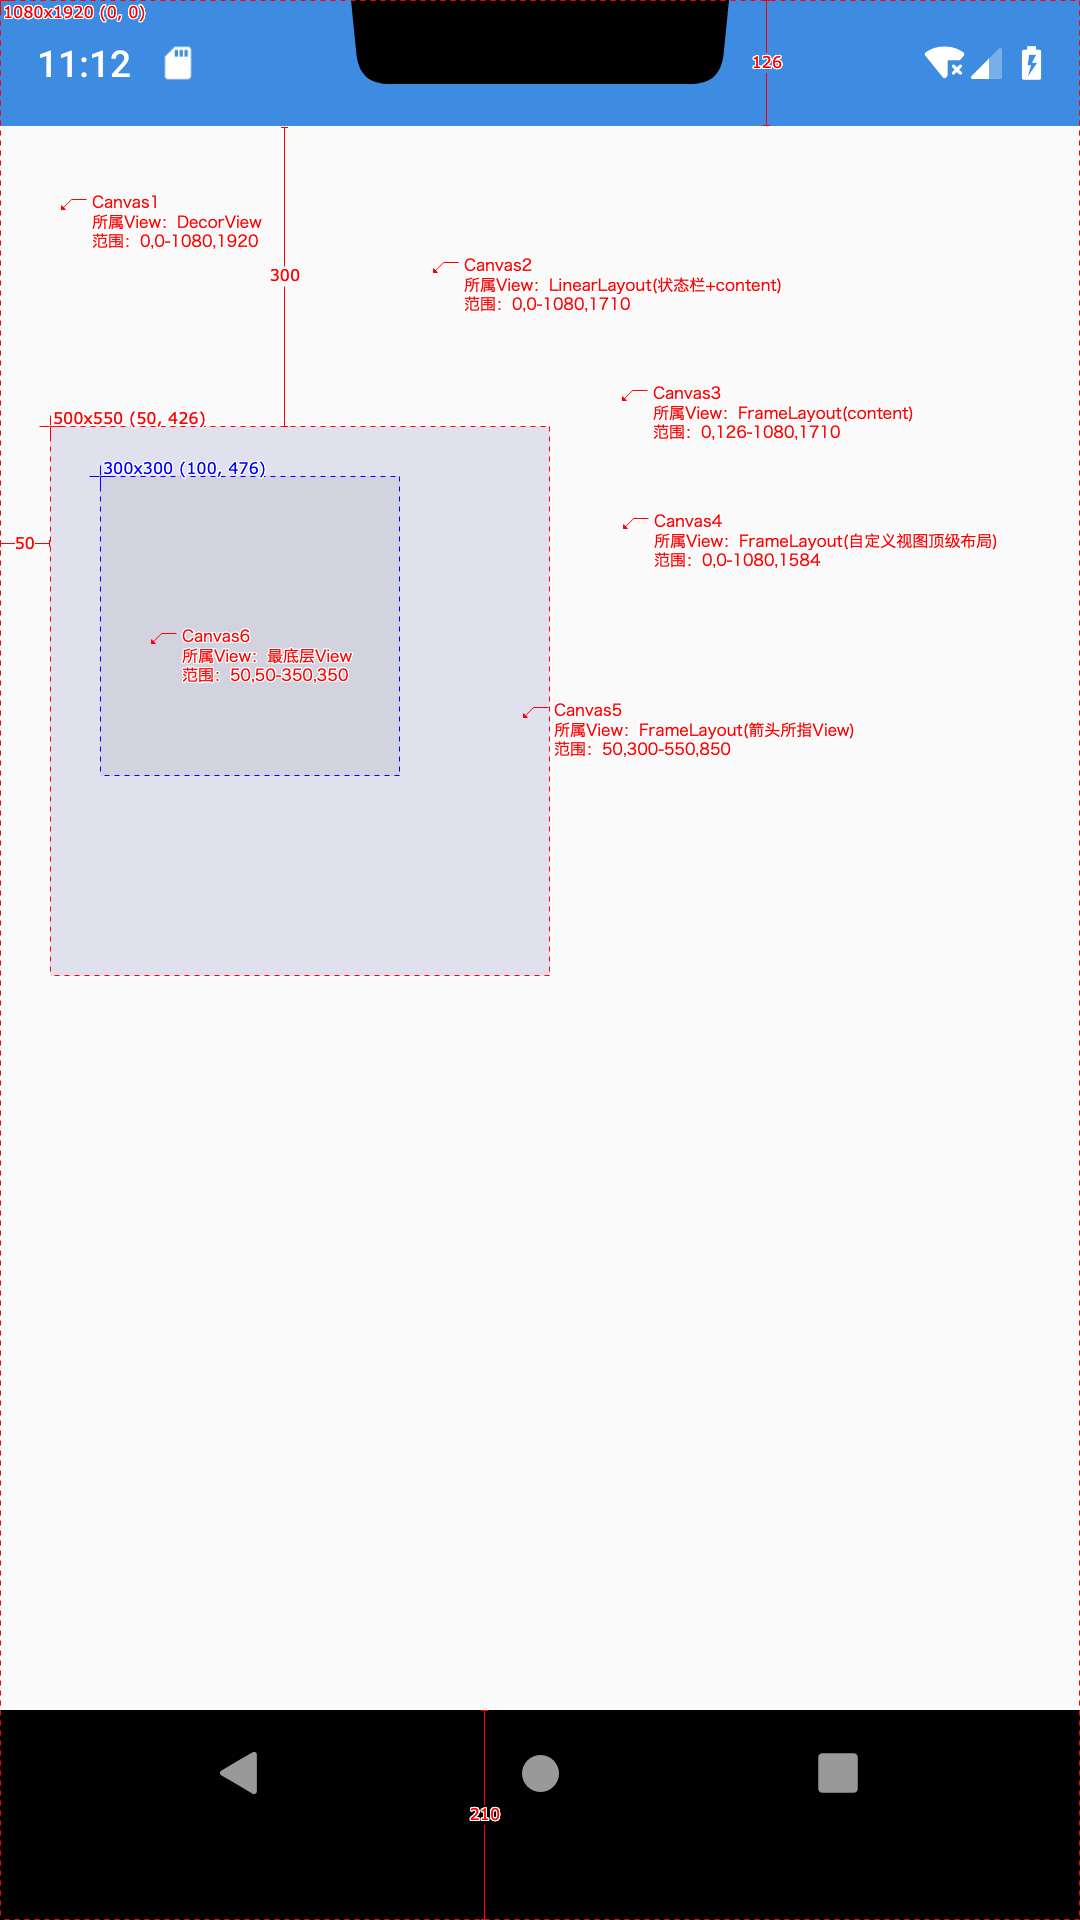 1080x1920 (0, 0)
11:12
126
Canvas1
所属View：DecorView
范围：0,0-1080,1920
300
Canvas2
所属View：LinearLayout(状态栏+content)
范围：0,0-1080,1710
Canvas3
所属View：FrameLayout(content)
范围：0,126-1080,1710
500x550 (50, 426)
300x300 (100, 476)
50
Canvas4
所属View：FrameLayout(自定义视图顶级布局)
范围：0,0-1080,1584
Canvas6
所属View：最底层View
范围：50,50-350,350
Canvas5
所属View：FrameLayout(箭头所指View)
范围：50,300-550,850
210